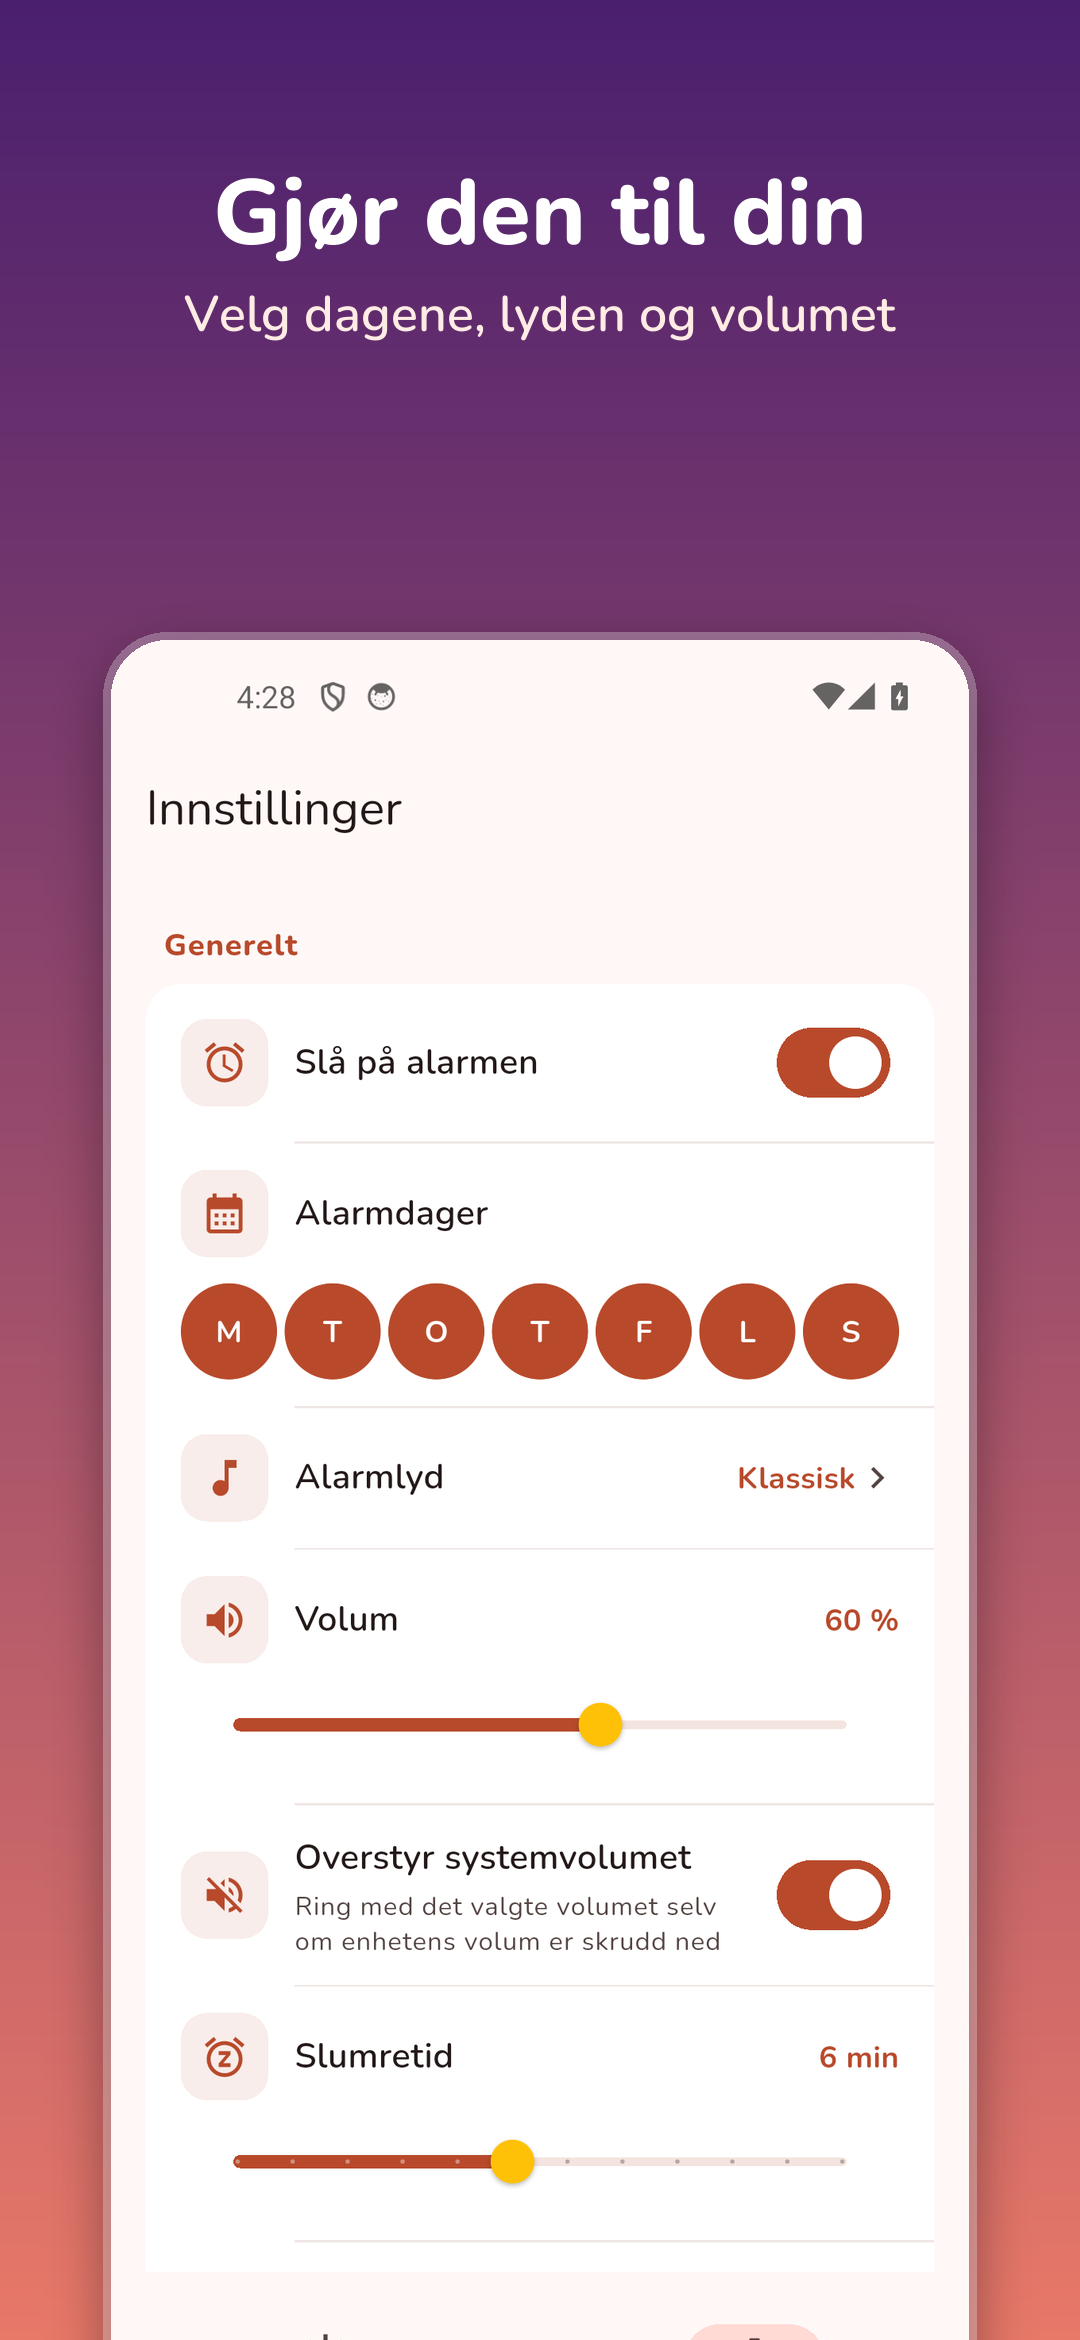 Gjør den til din
Velg dagene, lyden og volumet
4:28
Innstillinger
Generelt
Slå på alarmen
Alarmdager
M T O T F L S
Alarmlyd
Klassisk
Volum
60 %
Overstyr systemvolumet
Ring med det valgte volumet selv
om enhetens volum er skrudd ned
Slumretid
6 min